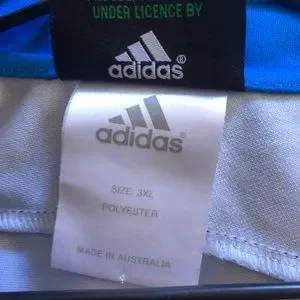 UNDER LICENCE BY
adidas®
adidas
SIZE: 3XL
POLYESTER
MADE IN AUSTRALIA